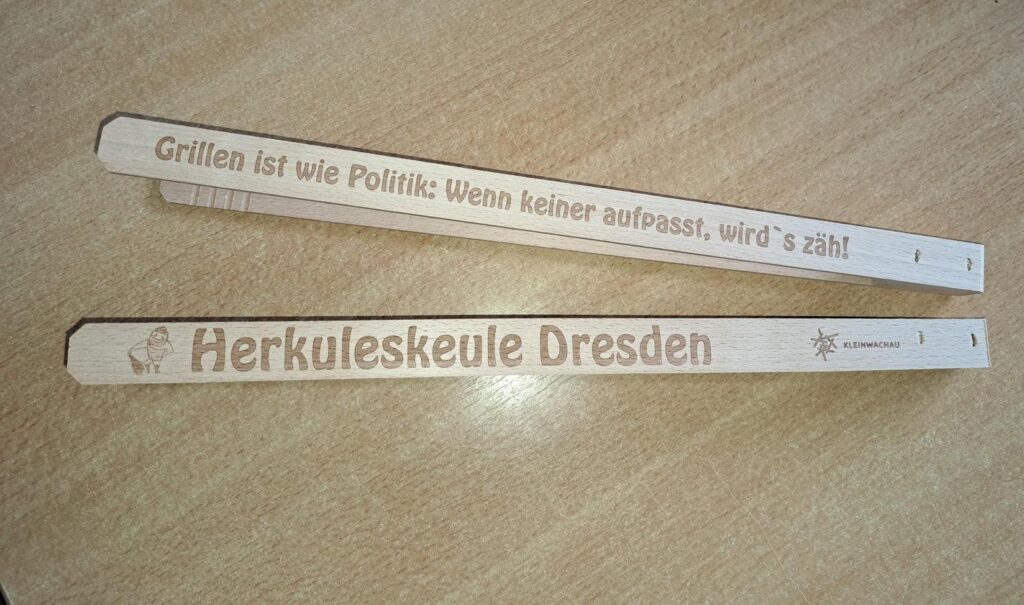 Grillen ist wie Politik: Wenn keiner aufpasst, wird`s zäh!
Herkuleskeule Dresden
KLEINWACHAU